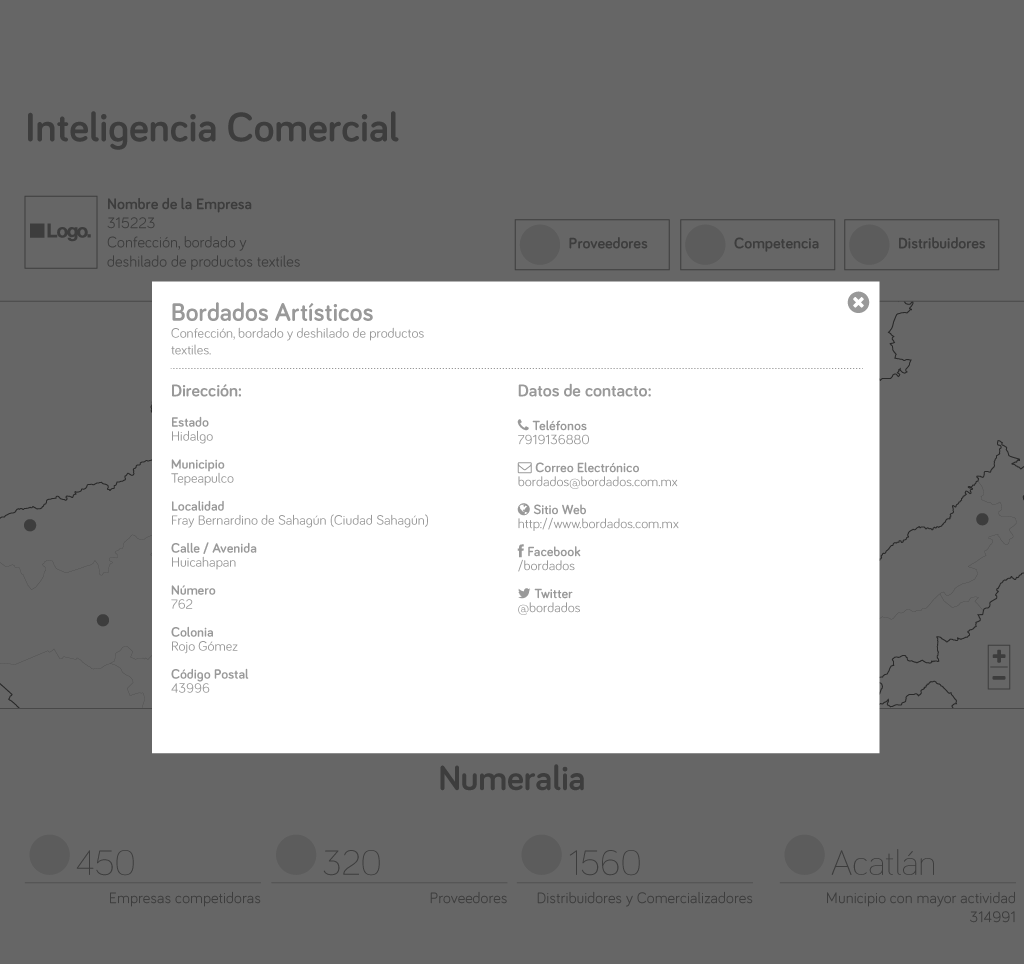 Inteligencia Comercial
Logo.
Nombre de la Empresa
315223
Confección, bordado y
deshilado de productos textiles
Proveedores
Competencia
Distribuidores
Bordados Artísticos
Confección, bordado y deshilado de productos
textiles.
Dirección:
Estado
Hidalgo
Municipio
Tepeapulco
Localidad
Fray Bernardino de Sahagún (Ciudad Sahagún)
Calle / Avenida
Huicahapan
Número
762
Colonia
Rojo Gómez
Código Postal
43996
Datos de contacto:
Teléfonos
7919136880
Correo Electrónico
bordados@bordados.com.mx
Sitio Web
http://www.bordados.com.mx
Facebook
/bordados
Twitter
@bordados
Numeralia
450
Empresas competidoras
320
Proveedores
1560
Distribuidores y Comercializadores
Acatlán
Municipio con mayor actividad
314991